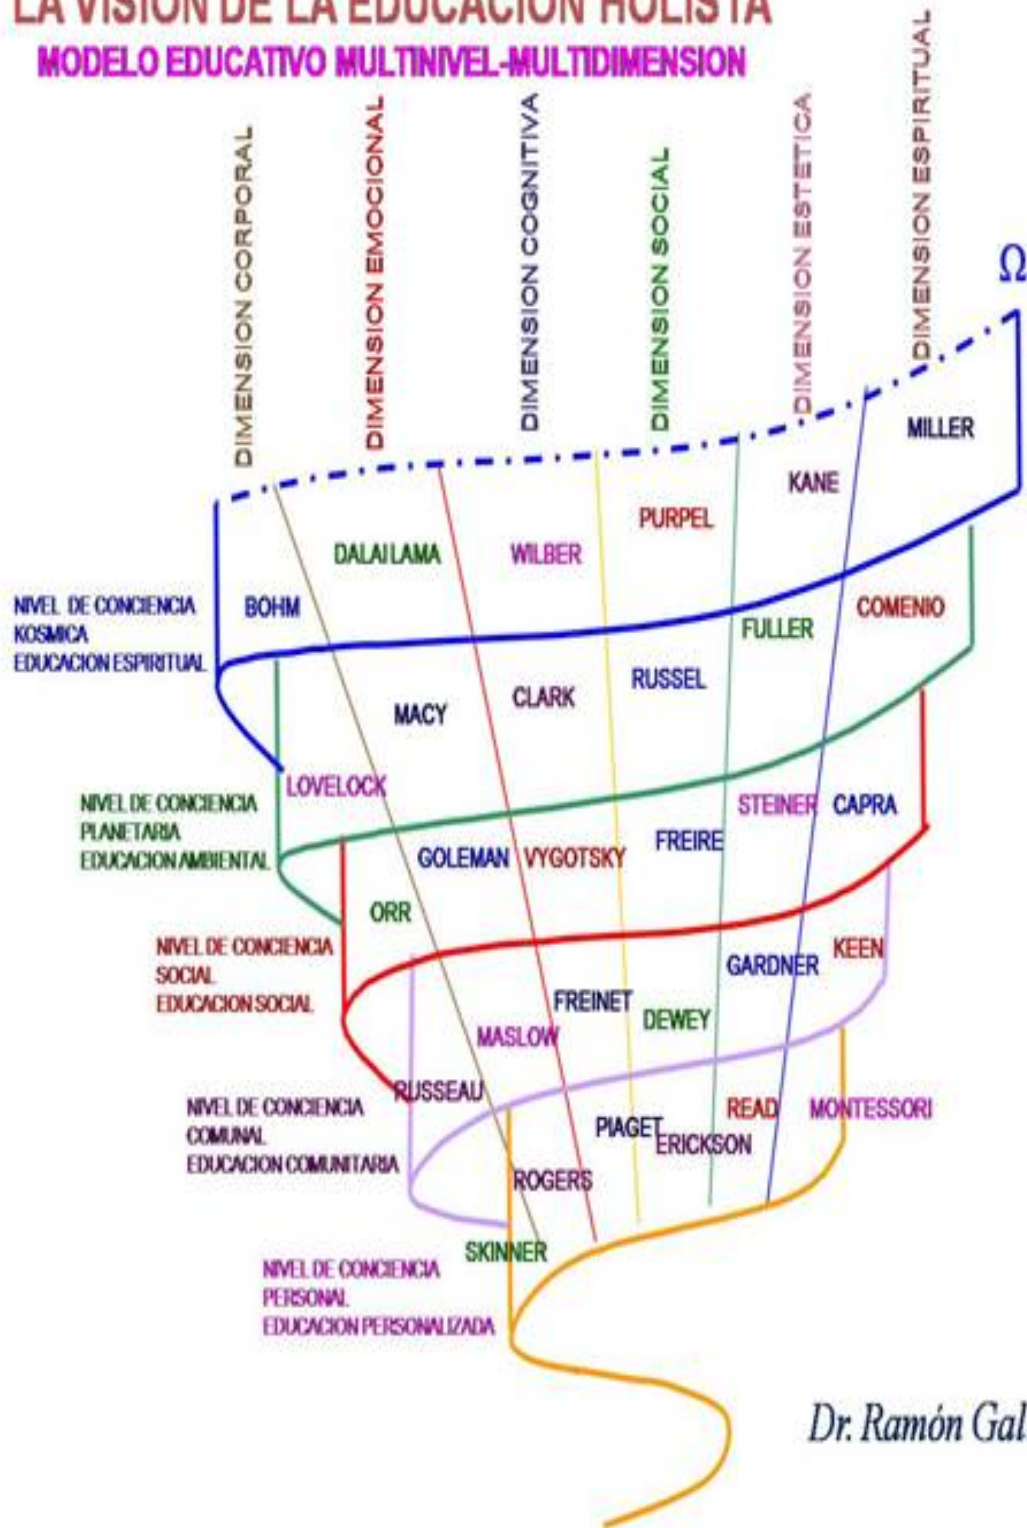 LA VISION DE LA EDUCACION HOLISTA
MODELO EDUCATIVO MULTINIVEL-MULTIDIMENSION
DIMENSION CORPORAL
DIMENSION EMOCIONAL
DIMENSION COGNITIVA
DIMENSION SOCIAL
DIMENSION ESTETICA
DIMENSION ESPIRITUAL
Ω
MILLER
KANE
PURPEL
DALAI LAMA
WILBER
BOHM
NIVEL DE CONCIENCIA
KOSMICA
EDUCACION ESPIRITUAL
COMENIO
FULLER
RUSSEL
CLARK
MACY
LOVELOCK
NIVEL DE CONCIENCIA
PLANETARIA
EDUCACION AMBIENTAL
STEINER
CAPRA
FREIRE
GOLEMAN
VYGOTSKY
ORR
NIVEL DE CONCIENCIA
SOCIAL
EDUCACION SOCIAL
KEEN
GARDNER
FREINET
DEWEY
MASLOW
RUSSEAU
NIVEL DE CONCIENCIA
COMUNAL
EDUCACION COMUNITARIA
READ
MONTESSORI
PIAGET
ERICKSON
ROGERS
SKINNER
NIVEL DE CONCIENCIA
PERSONAL
EDUCACION PERSONALIZADA
Dr. Ramón Gal